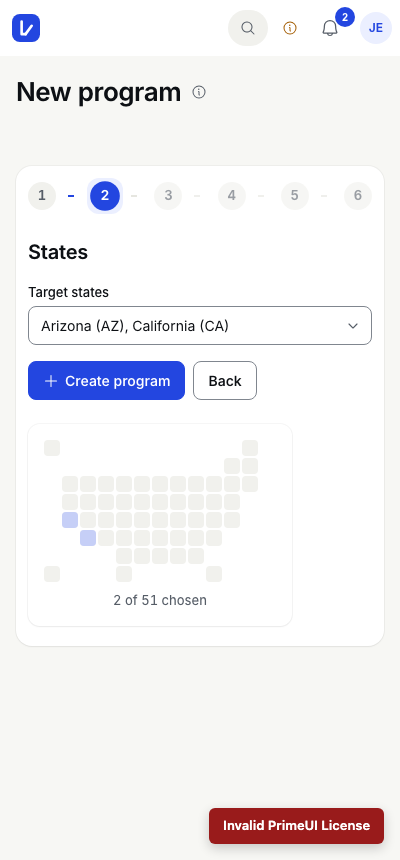 2
JE
New program
1 2 3 4 5 6
States
Target states
Arizona (AZ), California (CA)
Create program Back
2 of 51 chosen
Invalid PrimeUI License